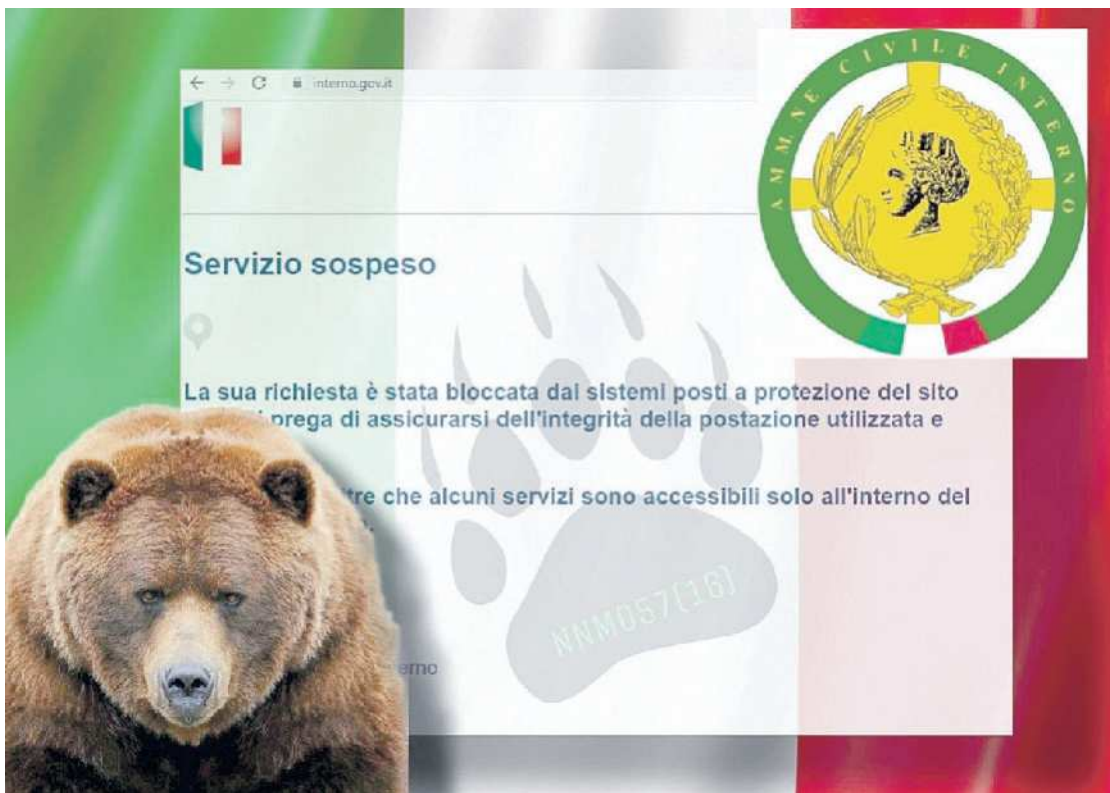 interno.gov.it
AMM.NE CIVILE INTERNO
Servizio sospeso
La sua richiesta è stata bloccata dai sistemi posti a protezione del sito
prega di assicurarsi dell'integrità della postazione utilizzata e
tre che alcuni servizi sono accessibili solo all'interno del
NNM057(16)
erno